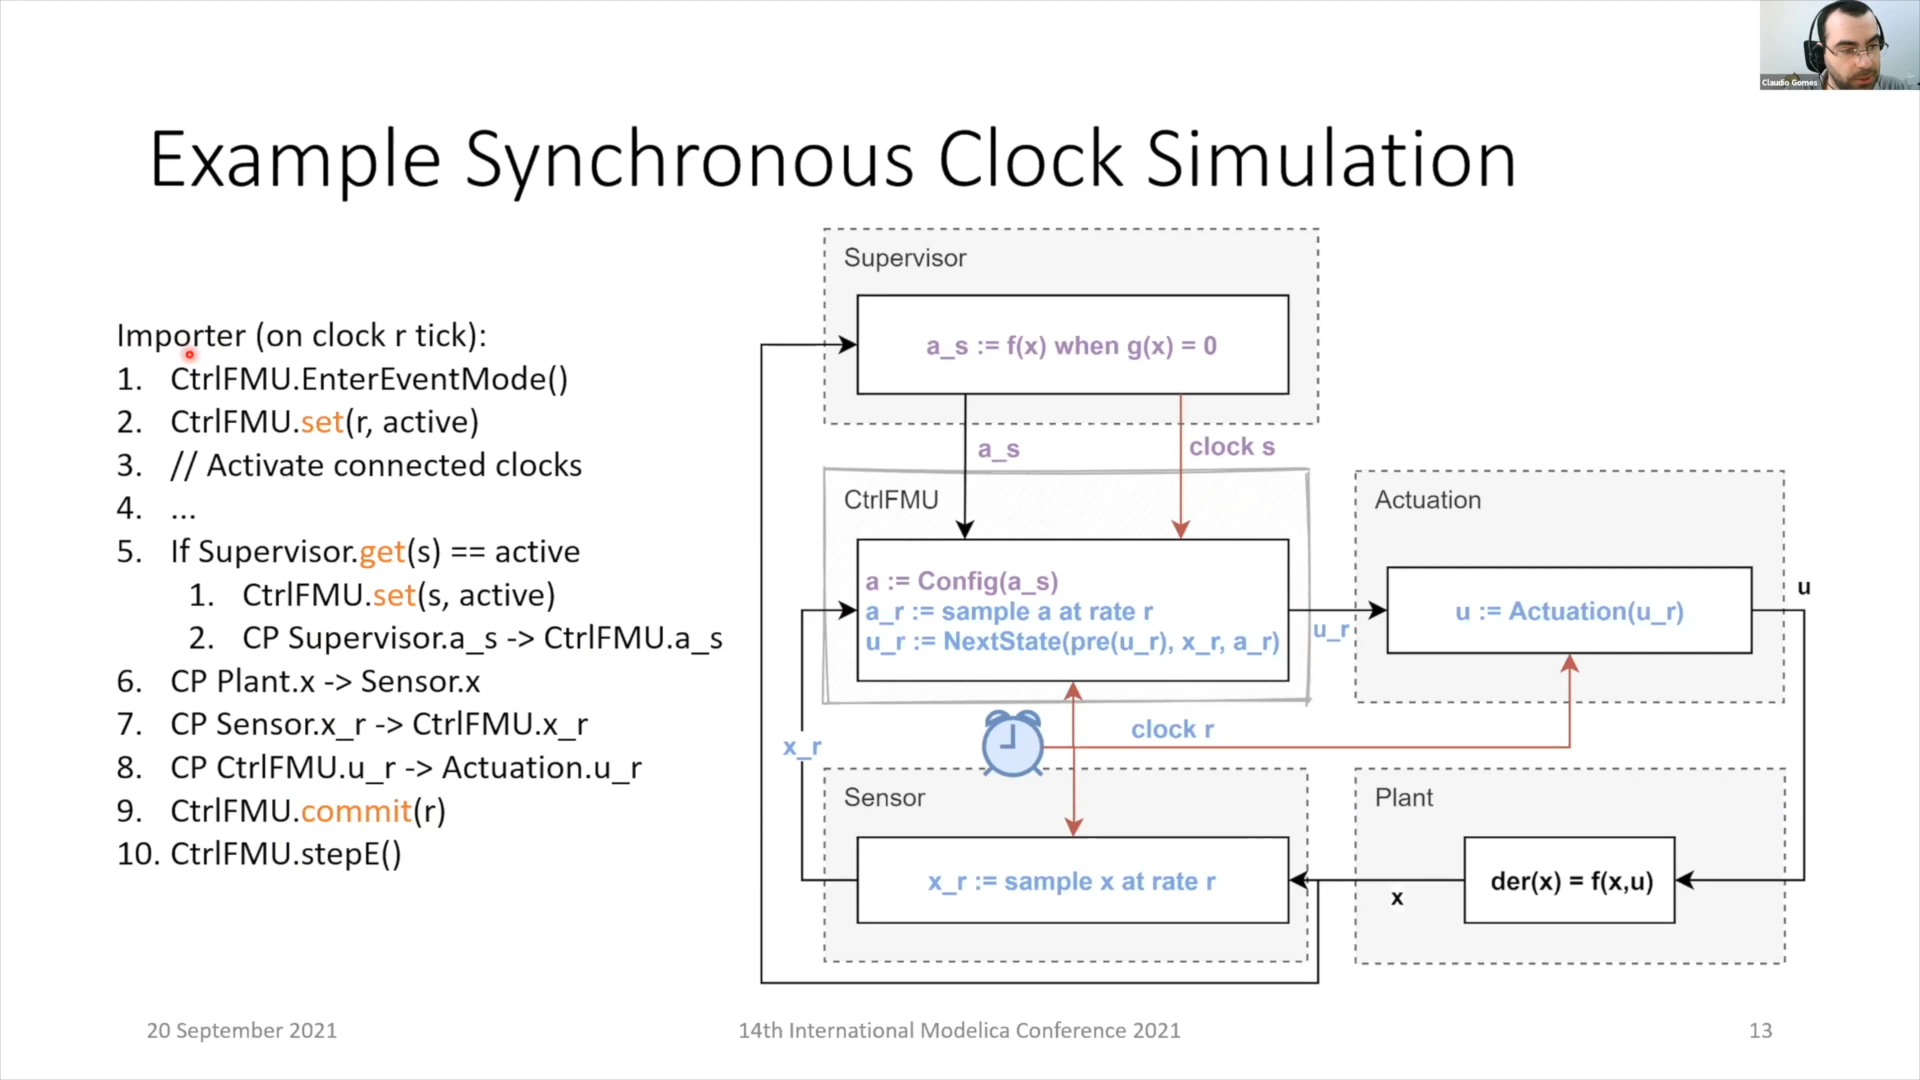 Claudio Gomes
Example Synchronous Clock Simulation
Importer (on clock r tick):
1. CtrlFMU.EnterEventMode()
2. CtrlFMU.set(r, active)
3. // Activate connected clocks
4. ...
5. If Supervisor.get(s) == active
1. CtrlFMU.set(s, active)
2. CP Supervisor.a_s -> CtrlFMU.a_s
6. CP Plant.x -> Sensor.x
7. CP Sensor.x_r -> CtrlFMU.x_r
8. CP CtrlFMU.u_r -> Actuation.u_r
9. CtrlFMU.commit(r)
10. CtrlFMU.stepE()
Supervisor
a_s := f(x) when g(x) = 0
a_s
clock s
CtrlFMU
a := Config(a_s)
a_r := sample a at rate r
u_r := NextState(pre(u_r), x_r, a_r)
u_r
Actuation
u := Actuation(u_r)
u
clock r
x_r
Sensor
x_r := sample x at rate r
x
Plant
der(x) = f(x,u)
20 September 2021
14th International Modelica Conference 2021
13